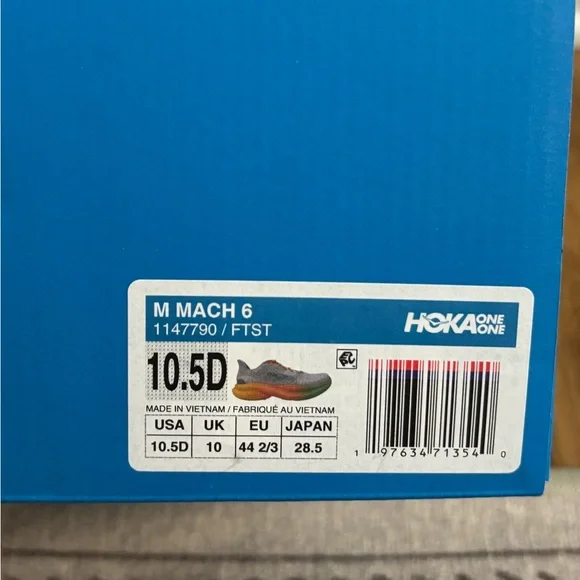 M MACH 6
1147790 / FTST
HOKA ONE ONE
10.5D
MADE IN VIETNAM / FABRIQUÉ AU VIETNAM
USA UK EU JAPAN
10.5D 10 44 2/3 28.5
1 97634 71354 0